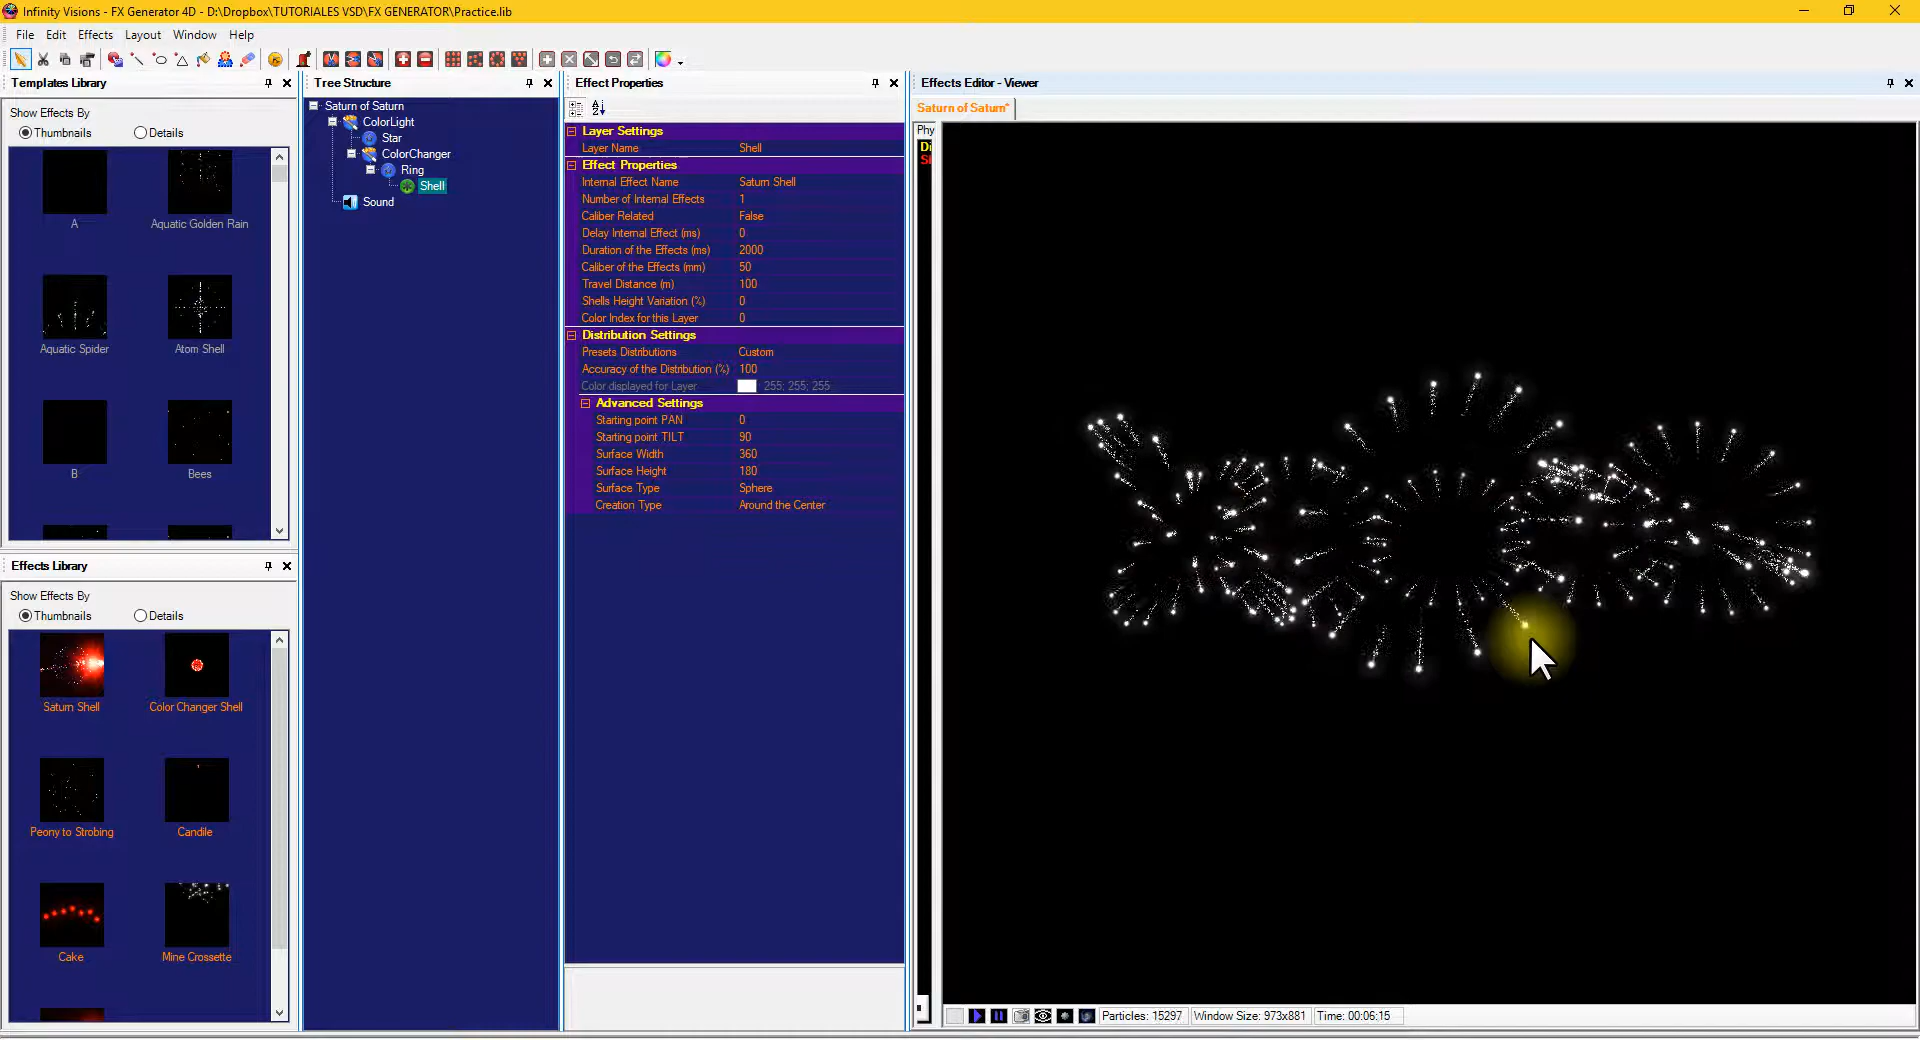 Infinity Visions - FX Generator 4D - D:\Dropbox\TUTORIALES VSD\FX GENERATOR\Practice.lib
File Edit Effects Layout Window Help
Templates Library
Show Effects By
Thumbnails Details
A Aquatic Golden Rain
Aquatic Spider Atom Shell
B Bees
Effects Library
Show Effects By
Thumbnails Details
Saturn Shell Color Changer Shell
Peony to Strobing Candile
Cake Mine Crossette
Tree Structure
Saturn of Saturn
ColorLight
Star
ColorChanger
Ring
Shell
Sound
Effect Properties
Layer Settings
Layer Name Shell
Effect Properties
Internal Effect Name Saturn Shell
Number of Internal Effects 1
Caliber Related False
Delay Internal Effect (ms) 0
Duration of the Effects (ms) 2000
Caliber of the Effects (mm) 50
Travel Distance (m) 100
Shells Height Variation (%) 0
Color Index for this Layer 0
Distribution Settings
Presets Distributions Custom
Accuracy of the Distribution (%) 100
Color displayed for Layer 255; 255; 255
Advanced Settings
Starting point PAN 0
Starting point TILT 90
Surface Width 360
Surface Height 180
Surface Type Sphere
Creation Type Around the Center
Effects Editor - Viewer
Saturn of Saturn*
Phy
Di
St
Particles: 15297 Window Size: 973x881 Time: 00:06:15